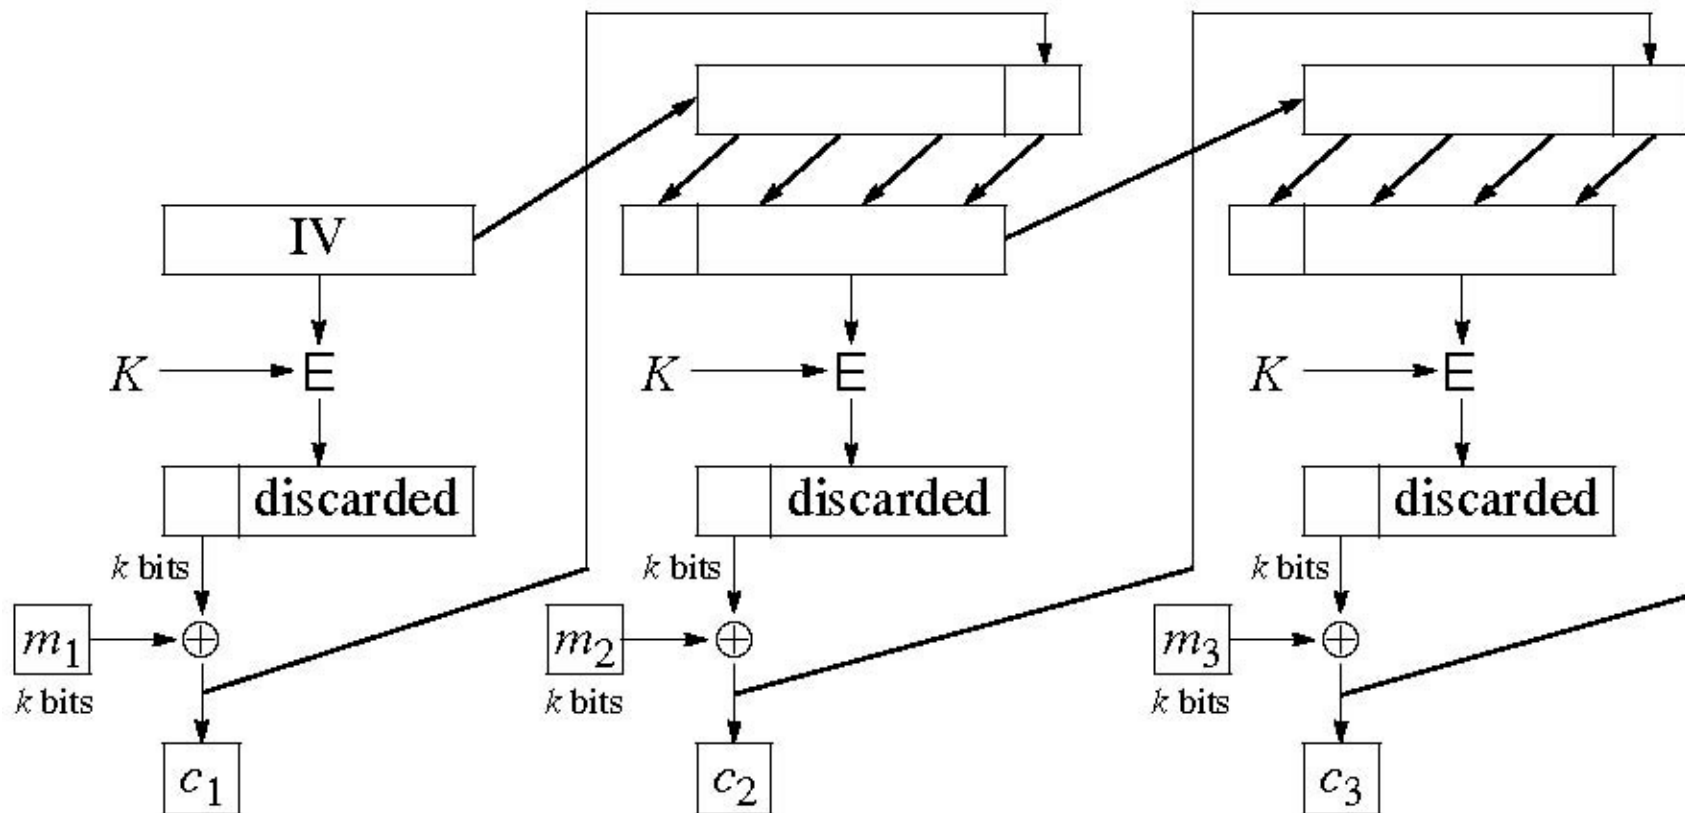 IV
K E K E K E
discarded discarded discarded
k bits k bits k bits
m1 ⊕ m2 ⊕ m3 ⊕
k bits k bits k bits
c1 c2 c3